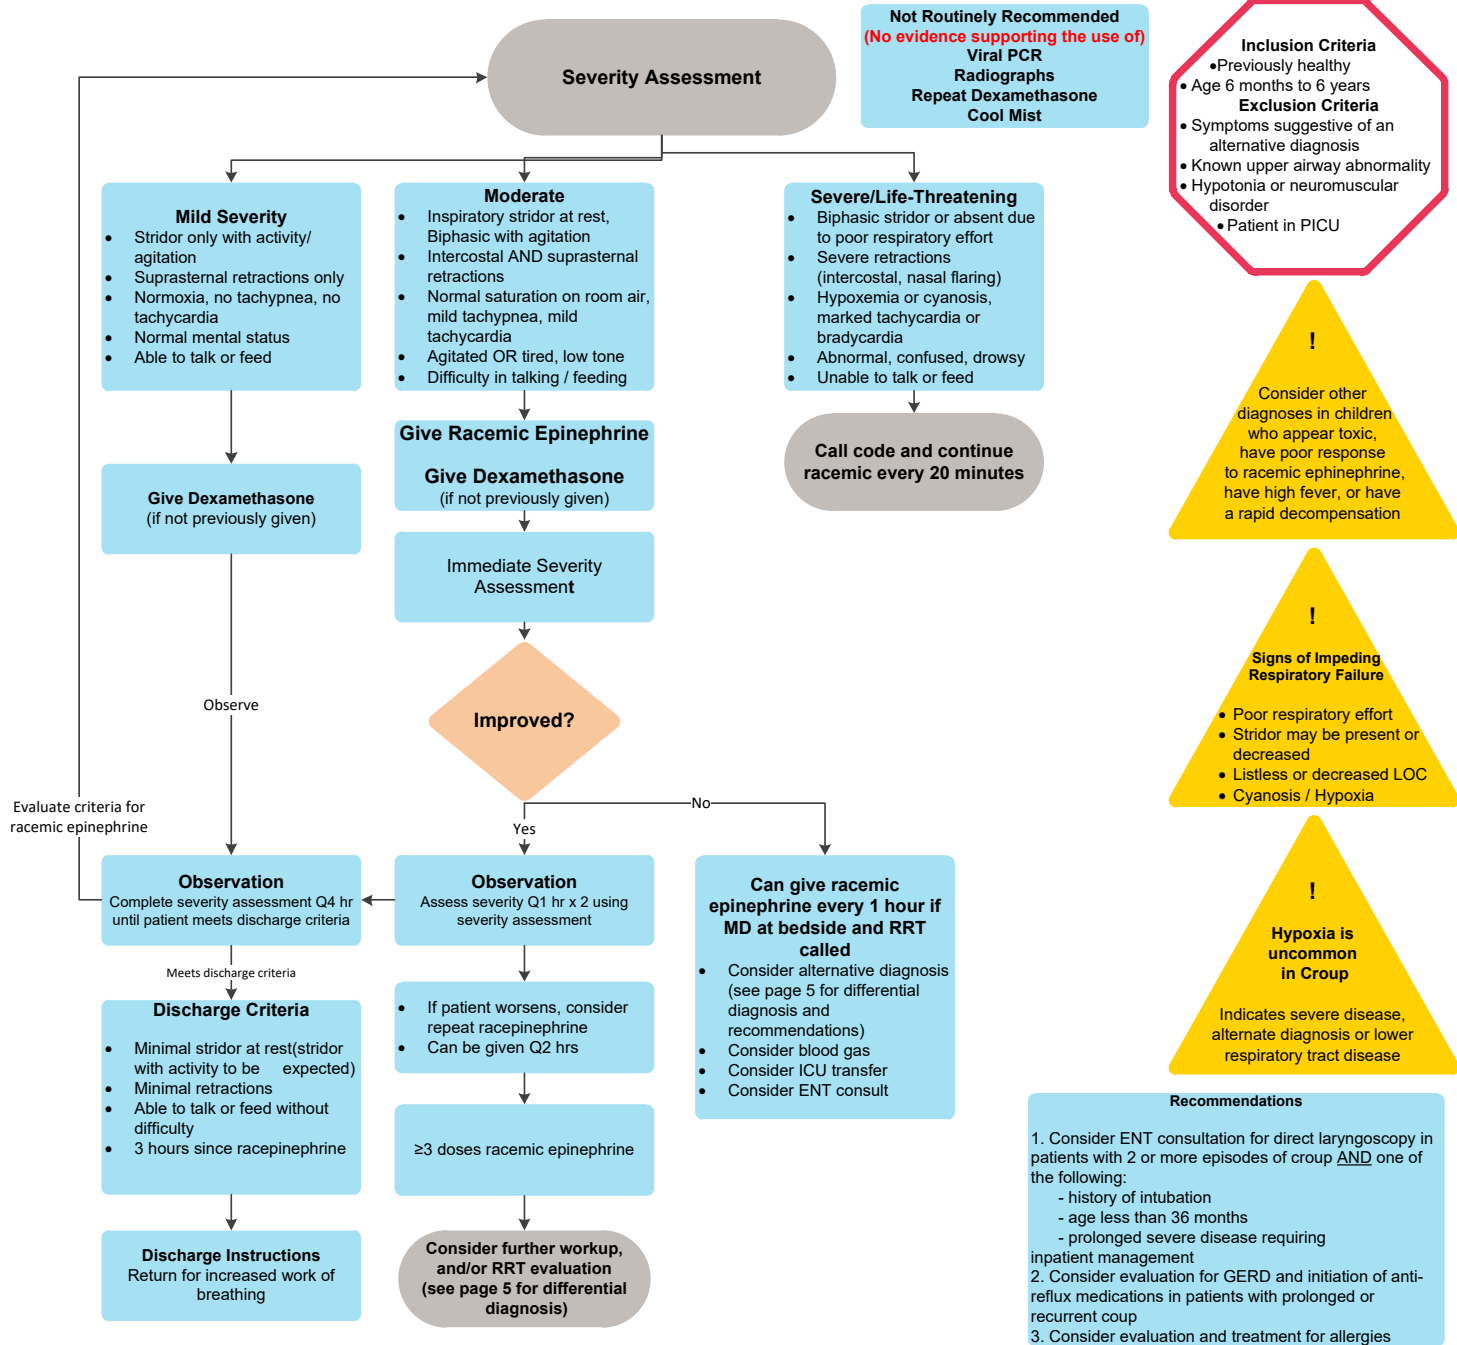 Severity Assessment
Not Routinely Recommended
(No evidence supporting the use of)
Viral PCR
Radiographs
Repeat Dexamethasone
Cool Mist
Inclusion Criteria
•Previously healthy
• Age 6 months to 6 years
Exclusion Criteria
• Symptoms suggestive of an
alternative diagnosis
• Known upper airway abnormality
• Hypotonia or neuromuscular
disorder
• Patient in PICU
Mild Severity
• Stridor only with activity/
agitation
• Suprasternal retractions only
• Normoxia, no tachypnea, no
tachycardia
• Normal mental status
• Able to talk or feed
Moderate
• Inspiratory stridor at rest,
Biphasic with agitation
• Intercostal AND suprasternal
retractions
• Normal saturation on room air,
mild tachypnea, mild
tachycardia
• Agitated OR tired, low tone
• Difficulty in talking / feeding
Severe/Life-Threatening
• Biphasic stridor or absent due
to poor respiratory effort
• Severe retractions
(intercostal, nasal flaring)
• Hypoxemia or cyanosis,
marked tachycardia or
bradycardia
• Abnormal, confused, drowsy
• Unable to talk or feed
!
Consider other
diagnoses in children
who appear toxic,
have poor response
to racemic ephinephrine,
have high fever, or have
a rapid decompensation
Give Dexamethasone
(if not previously given)
Give Racemic Epinephrine
Give Dexamethasone
(if not previously given)
Call code and continue
racemic every 20 minutes
Immediate Severity
Assessment
!
Signs of Impeding
Respiratory Failure
• Poor respiratory effort
• Stridor may be present or
decreased
• Listless or decreased LOC
• Cyanosis / Hypoxia
Observe
Improved?
Evaluate criteria for
racemic epinephrine
Yes
No
Observation
Complete severity assessment Q4 hr
until patient meets discharge criteria
Observation
Assess severity Q1 hr x 2 using
severity assessment
Can give racemic
epinephrine every 1 hour if
MD at bedside and RRT
called
• Consider alternative diagnosis
(see page 5 for differential
diagnosis and
recommendations)
• Consider blood gas
• Consider ICU transfer
• Consider ENT consult
!
Hypoxia is
uncommon
in Croup
Indicates severe disease,
alternate diagnosis or lower
respiratory tract disease
Meets discharge criteria
Discharge Criteria
• Minimal stridor at rest(stridor
with activity to be expected)
• Minimal retractions
• Able to talk or feed without
difficulty
• 3 hours since racepinephrine
• If patient worsens, consider
repeat racepinephrine
• Can be given Q2 hrs
≥3 doses racemic epinephrine
Discharge Instructions
Return for increased work of
breathing
Consider further workup,
and/or RRT evaluation
(see page 5 for differential
diagnosis)
Recommendations
1. Consider ENT consultation for direct laryngoscopy in
patients with 2 or more episodes of croup AND one of
the following:
- history of intubation
- age less than 36 months
- prolonged severe disease requiring
inpatient management
2. Consider evaluation for GERD and initiation of anti-
reflux medications in patients with prolonged or
recurrent coup
3. Consider evaluation and treatment for allergies